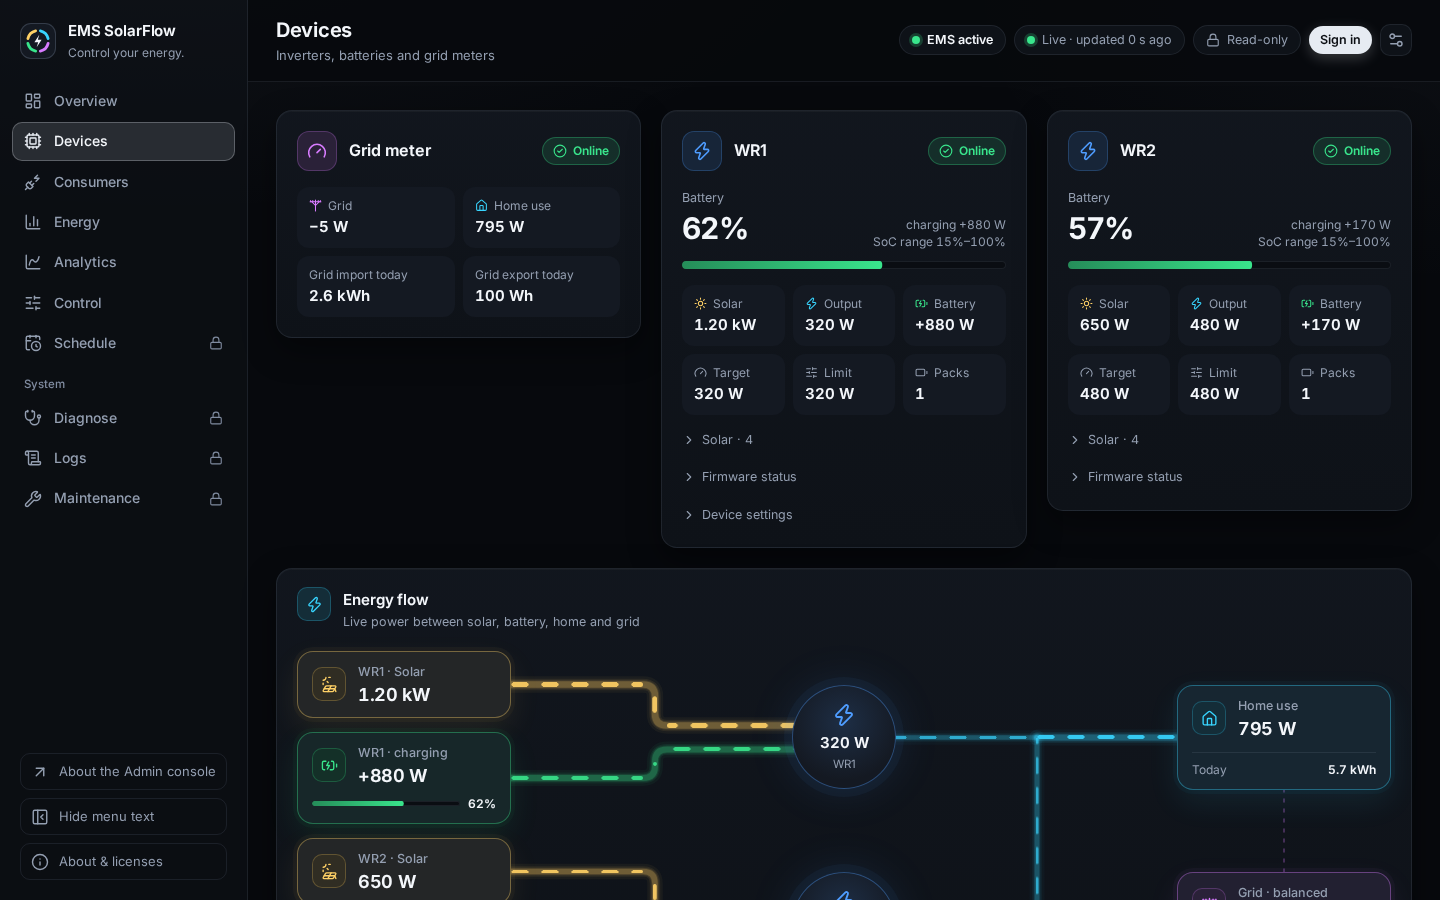 EMS SolarFlow
Control your energy.
Overview
Devices
Consumers
Energy
Analytics
Control
Schedule
System
Diagnose
Logs
Maintenance
About the Admin console
Hide menu text
About & licenses
Devices
Inverters, batteries and grid meters
EMS active
Live · updated 0 s ago
Read-only
Sign in
Grid meter
Online
Grid
−5 W
Home use
795 W
Grid import today
2.6 kWh
Grid export today
100 Wh
WR1
Online
Battery
62%
charging +880 W
SoC range 15%–100%
Solar
1.20 kW
Output
320 W
Battery
+880 W
Target
320 W
Limit
320 W
Packs
1
Solar · 4
Firmware status
Device settings
WR2
Online
Battery
57%
charging +170 W
SoC range 15%–100%
Solar
650 W
Output
480 W
Battery
+170 W
Target
480 W
Limit
480 W
Packs
1
Solar · 4
Firmware status
Energy flow
Live power between solar, battery, home and grid
WR1 · Solar
1.20 kW
WR1 · charging
+880 W
62%
WR2 · Solar
650 W
320 W
WR1
Home use
795 W
Today 5.7 kWh
Grid · balanced